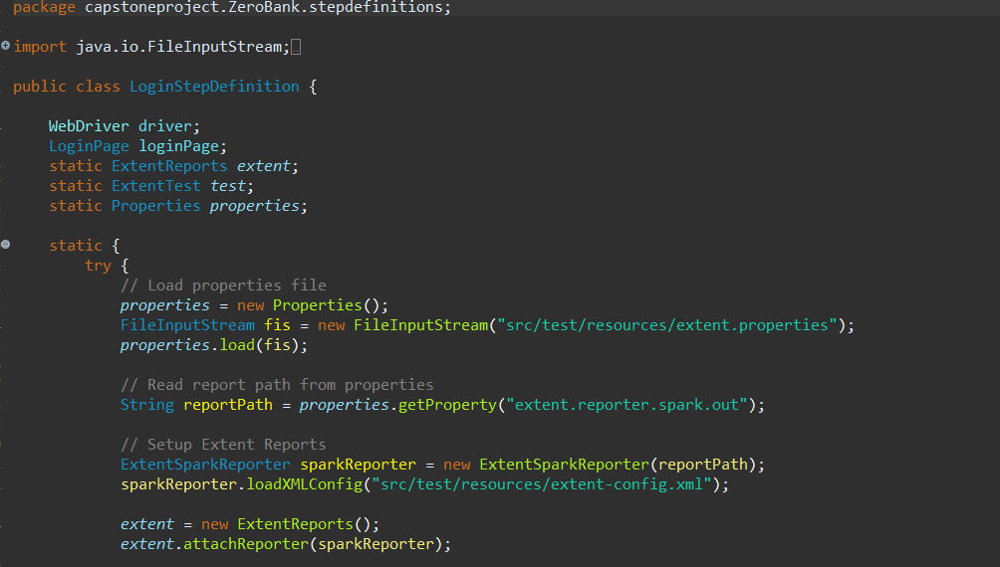 package capstoneproject.ZeroBank.stepdefinitions;
import java.io.FileInputStream;
public class LoginStepDefinition {
WebDriver driver;
LoginPage loginPage;
static ExtentReports extent;
static ExtentTest test;
static Properties properties;
static {
try {
// Load properties file
properties = new Properties();
FileInputStream fis = new FileInputStream("src/test/resources/extent.properties");
properties.load(fis);
// Read report path from properties
String reportPath = properties.getProperty("extent.reporter.spark.out");
// Setup Extent Reports
ExtentSparkReporter sparkReporter = new ExtentSparkReporter(reportPath);
sparkReporter.loadXMLConfig("src/test/resources/extent-config.xml");
extent = new ExtentReports();
extent.attachReporter(sparkReporter);